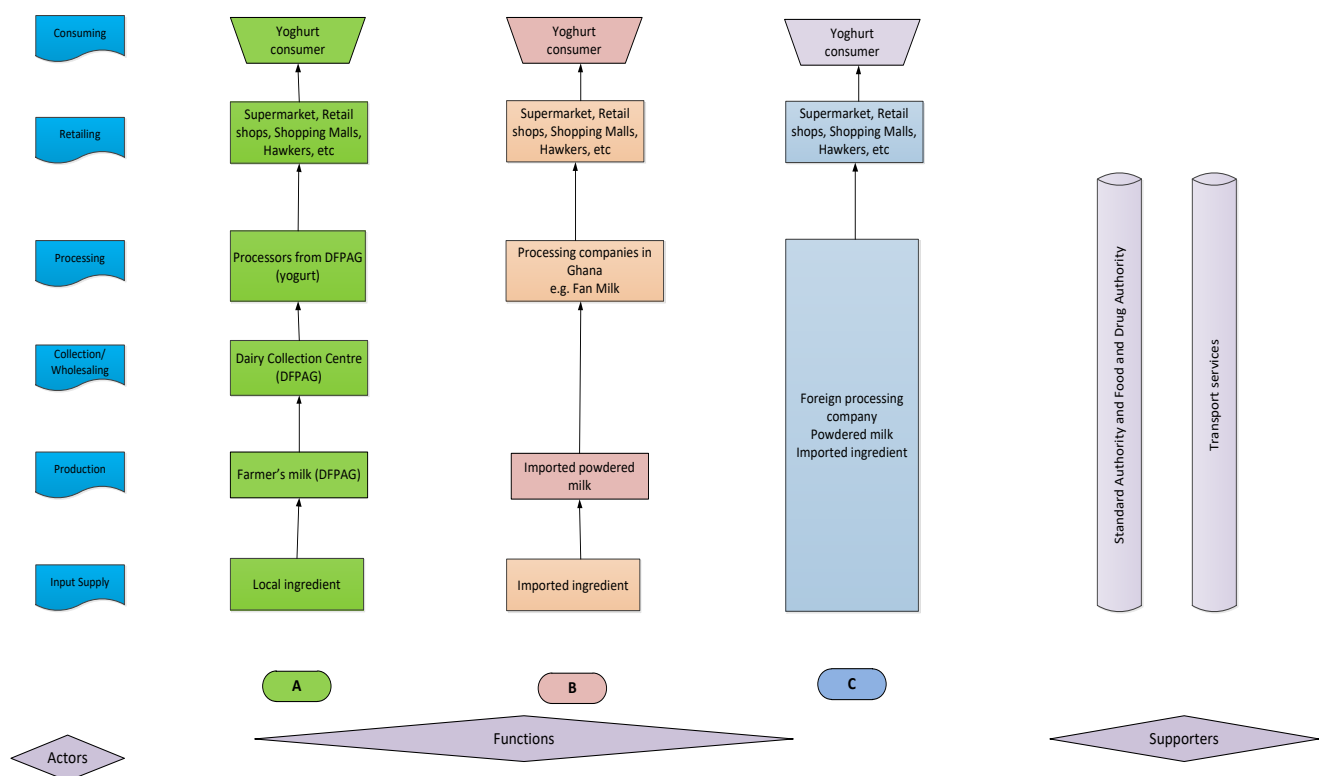 Consuming
Yoghurt
consumer
Yoghurt
consumer
Yoghurt
consumer
Retailing
Supermarket, Retail
shops, Shopping Malls,
Hawkers, etc
Supermarket, Retail
shops, Shopping Malls,
Hawkers, etc
Supermarket, Retail
shops, Shopping Malls,
Hawkers, etc
Processing
Processors from DFPAG
(yogurt)
Processing companies in
Ghana
e.g. Fan Milk
Collection/
Wholesaling
Dairy Collection Centre
(DFPAG)
Foreign processing
company
Powdered milk
Imported ingredient
Production
Farmer's milk (DFPAG)
Imported powdered
milk
Input Supply
Local ingredient
Imported ingredient
Standard Authority and Food and Drug Authority
Transport services
A
B
C
Actors
Functions
Supporters